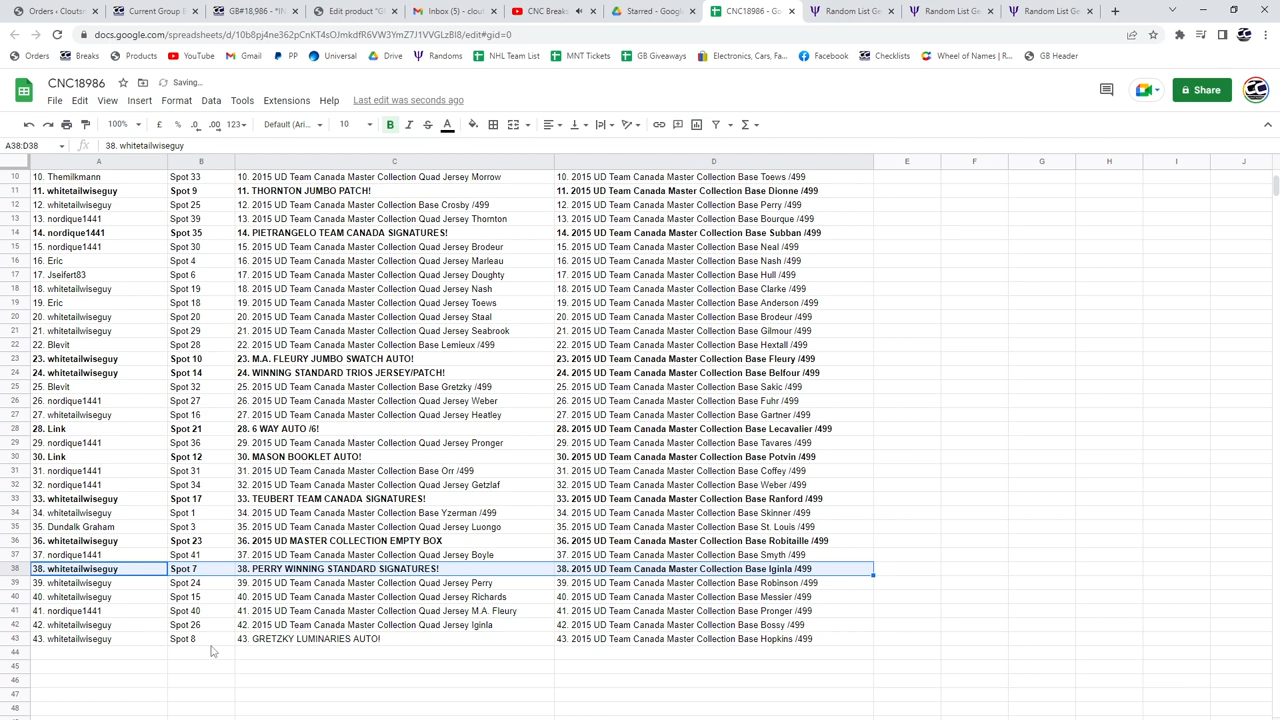 Orders ‹ Clouts
Current Group
GB#18,986 - *IN
Edit product "G
Inbox (5) - clout
CNC Breaks
Starred - Google
CNC18986 - Go
Random List Ge
Random List Ge
Random List Ge
docs.google.com/spreadsheets/d/10b8pj4ne362pCnKT4sOJmkdfR6VW3YmZ7J1VVGLzBI8/edit#gid=0
Orders
Breaks
Products
YouTube
Gmail
PP
Universal
Drive
Randoms
NHL Team List
MNT Tickets
GB Giveaways
Electronics, Cars, Fa...
Facebook
Checklists
Wheel of Names | R...
GB Header
CNC18986
Saving...
File Edit View Insert Format Data Tools Extensions Help Last edit was seconds ago
Share
100% £ % .0 .00 123 Default (Ari... 10 B I S A
A38:D38 fx 38. whitetailwiseguy
A B C D E F G H I J
10 10. Themilkmann Spot 33 10. 2015 UD Team Canada Master Collection Quad Jersey Morrow 10. 2015 UD Team Canada Master Collection Base Toews /499
11 11. whitetailwiseguy Spot 9 11. THORNTON JUMBO PATCH! 11. 2015 UD Team Canada Master Collection Base Dionne /499
12 12. whitetailwiseguy Spot 25 12. 2015 UD Team Canada Master Collection Base Crosby /499 12. 2015 UD Team Canada Master Collection Base Perry /499
13 13. nordique1441 Spot 39 13. 2015 UD Team Canada Master Collection Quad Jersey Thornton 13. 2015 UD Team Canada Master Collection Base Bourque /499
14 14. nordique1441 Spot 35 14. PIETRANGELO TEAM CANADA SIGNATURES! 14. 2015 UD Team Canada Master Collection Base Subban /499
15 15. nordique1441 Spot 30 15. 2015 UD Team Canada Master Collection Quad Jersey Brodeur 15. 2015 UD Team Canada Master Collection Base Neal /499
16 16. Eric Spot 4 16. 2015 UD Team Canada Master Collection Quad Jersey Marleau 16. 2015 UD Team Canada Master Collection Base Nash /499
17 17. Jseifert83 Spot 6 17. 2015 UD Team Canada Master Collection Quad Jersey Doughty 17. 2015 UD Team Canada Master Collection Base Hull /499
18 18. whitetailwiseguy Spot 19 18. 2015 UD Team Canada Master Collection Quad Jersey Nash 18. 2015 UD Team Canada Master Collection Base Clarke /499
19 19. Eric Spot 18 19. 2015 UD Team Canada Master Collection Quad Jersey Toews 19. 2015 UD Team Canada Master Collection Base Anderson /499
20 20. whitetailwiseguy Spot 20 20. 2015 UD Team Canada Master Collection Quad Jersey Staal 20. 2015 UD Team Canada Master Collection Base Brodeur /499
21 21. whitetailwiseguy Spot 29 21. 2015 UD Team Canada Master Collection Quad Jersey Seabrook 21. 2015 UD Team Canada Master Collection Base Gilmour /499
22 22. Blevit Spot 28 22. 2015 UD Team Canada Master Collection Base Lemieux /499 22. 2015 UD Team Canada Master Collection Base Hextall /499
23 23. whitetailwiseguy Spot 10 23. M.A. FLEURY JUMBO SWATCH AUTO! 23. 2015 UD Team Canada Master Collection Base Fleury /499
24 24. whitetailwiseguy Spot 14 24. WINNING STANDARD TRIOS JERSEY/PATCH! 24. 2015 UD Team Canada Master Collection Base Belfour /499
25 25. Blevit Spot 32 25. 2015 UD Team Canada Master Collection Base Gretzky /499 25. 2015 UD Team Canada Master Collection Base Sakic /499
26 26. nordique1441 Spot 27 26. 2015 UD Team Canada Master Collection Quad Jersey Weber 26. 2015 UD Team Canada Master Collection Base Fuhr /499
27 27. whitetailwiseguy Spot 16 27. 2015 UD Team Canada Master Collection Quad Jersey Heatley 27. 2015 UD Team Canada Master Collection Base Gartner /499
28 28. Link Spot 21 28. 6 WAY AUTO /6! 28. 2015 UD Team Canada Master Collection Base Lecavalier /499
29 29. nordique1441 Spot 36 29. 2015 UD Team Canada Master Collection Quad Jersey Pronger 29. 2015 UD Team Canada Master Collection Base Tavares /499
30 30. Link Spot 12 30. MASON BOOKLET AUTO! 30. 2015 UD Team Canada Master Collection Base Potvin /499
31 31. nordique1441 Spot 31 31. 2015 UD Team Canada Master Collection Base Orr /499 31. 2015 UD Team Canada Master Collection Base Coffey /499
32 32. nordique1441 Spot 34 32. 2015 UD Team Canada Master Collection Quad Jersey Getzlaf 32. 2015 UD Team Canada Master Collection Base Weber /499
33 33. whitetailwiseguy Spot 17 33. TEUBERT TEAM CANADA SIGNATURES! 33. 2015 UD Team Canada Master Collection Base Ranford /499
34 34. whitetailwiseguy Spot 1 34. 2015 UD Team Canada Master Collection Base Yzerman /499 34. 2015 UD Team Canada Master Collection Base Skinner /499
35 35. Dundalk Graham Spot 3 35. 2015 UD Team Canada Master Collection Quad Jersey Luongo 35. 2015 UD Team Canada Master Collection Base St. Louis /499
36 36. whitetailwiseguy Spot 23 36. 2015 UD MASTER COLLECTION EMPTY BOX 36. 2015 UD Team Canada Master Collection Base Robitaille /499
37 37. nordique1441 Spot 41 37. 2015 UD Team Canada Master Collection Quad Jersey Boyle 37. 2015 UD Team Canada Master Collection Base Smyth /499
38 38. whitetailwiseguy Spot 7 38. PERRY WINNING STANDARD SIGNATURES! 38. 2015 UD Team Canada Master Collection Base Iginla /499
39 39. whitetailwiseguy Spot 24 39. 2015 UD Team Canada Master Collection Quad Jersey Perry 39. 2015 UD Team Canada Master Collection Base Robinson /499
40 40. whitetailwiseguy Spot 15 40. 2015 UD Team Canada Master Collection Quad Jersey Richards 40. 2015 UD Team Canada Master Collection Base Messier /499
41 41. nordique1441 Spot 40 41. 2015 UD Team Canada Master Collection Quad Jersey M.A. Fleury 41. 2015 UD Team Canada Master Collection Base Pronger /499
42 42. whitetailwiseguy Spot 26 42. 2015 UD Team Canada Master Collection Quad Jersey Iginla 42. 2015 UD Team Canada Master Collection Base Bossy /499
43 43. whitetailwiseguy Spot 8 43. GRETZKY LUMINARIES AUTO! 43. 2015 UD Team Canada Master Collection Base Hopkins /499
44
45
46
47
48